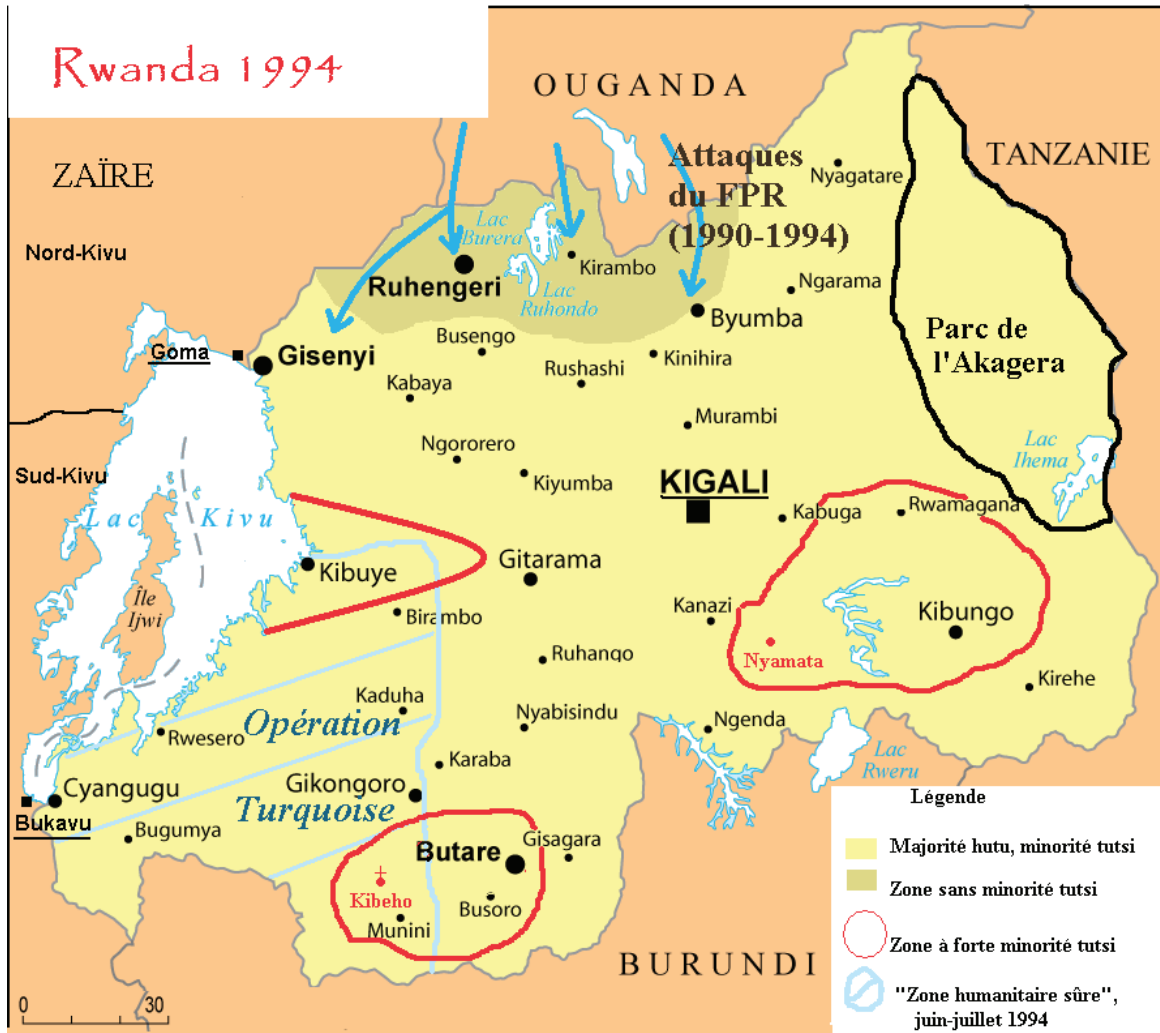 Rwanda 1994
OUGANDA
ZAÏRE
TANZANIE
Attaques
du FPR
(1990-1994)
Nyagatare
Nord-Kivu
Lac
Burera
Kirambo
Ruhengeri
Lac
Ruhondo
Ngarama
Byumba
Parc de
l'Akagera
Busengo
Goma
Gisenyi
Rushashi
Kinihira
Kabaya
Murambi
Ngororero
Lac
Ihema
Sud-Kivu
Kiyumba
KIGALI
Lac Kivu
Kabuga
Rwamagana
Kibuye
Gitarama
Île
Ijwi
Birambo
Kanazi
Kibungo
Nyamata
Ruhango
Kirehe
Kaduha
Opération
Nyabisindu
Ngenda
Rwesero
Karaba
Lac
Rweru
Cyangugu
Gikongoro
Turquoise
Bukavu
Bugumya
Gisagara
Butare
Kibeho
Busoro
Munini
BURUNDI
0 30
Légende
Majorité hutu, minorité tutsi
Zone sans minorité tutsi
Zone à forte minorité tutsi
"Zone humanitaire sûre",
juin-juillet 1994